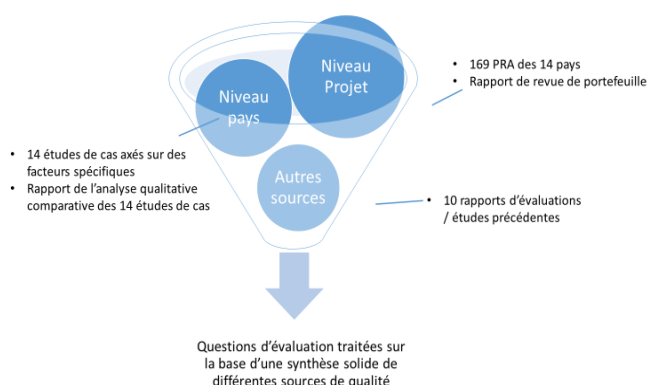 Niveau
Projet
• 169 PRA des 14 pays
• Rapport de revue de portefeuille
Niveau
pays
• 14 études de cas axés sur des
facteurs spécifiques
• Rapport de l'analyse qualitative
comparative des 14 études de cas
Autres
sources
• 10 rapports d'évaluations
/ études précédentes
Questions d'évaluation traitées sur
la base d'une synthèse solide de
différentes sources de qualité